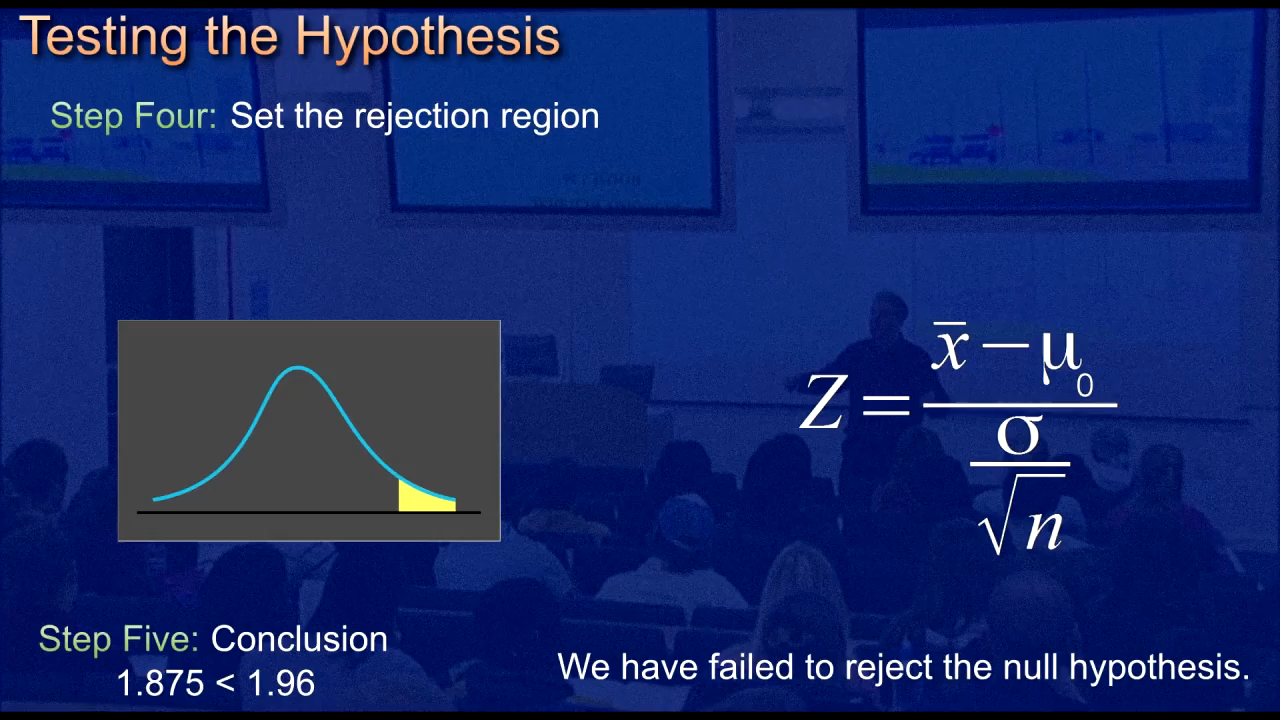 Testing the Hypothesis
Step Four: Set the rejection region
Z = (x̄ − μ₀) / (σ / √n)
Step Five: Conclusion
1.875 < 1.96
We have failed to reject the null hypothesis.